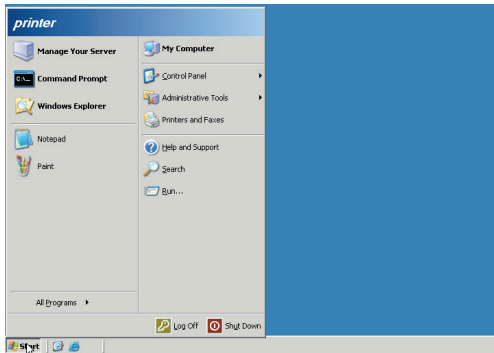 printer
Manage Your Server
Command Prompt
Windows Explorer
Notepad
Paint
All Programs
My Computer
Control Panel
Administrative Tools
Printers and Faxes
Help and Support
Search
Run...
Log Off
Shut Down
Start